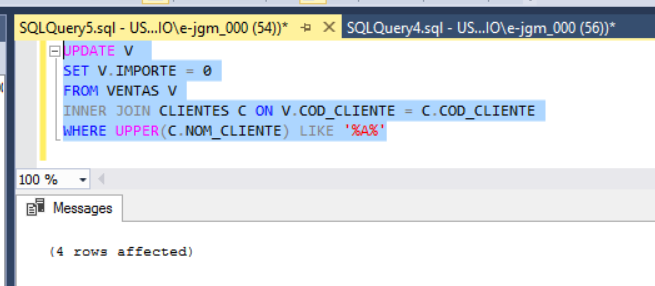 SQLQuery5.sql - US...IO\e-jgm_000 (54))* SQLQuery4.sql - US...IO\e-jgm_000 (56))*
UPDATE V
SET V.IMPORTE = 0
FROM VENTAS V
INNER JOIN CLIENTES C ON V.COD_CLIENTE = C.COD_CLIENTE
WHERE UPPER(C.NOM_CLIENTE) LIKE '%A%'
100 %
Messages
(4 rows affected)